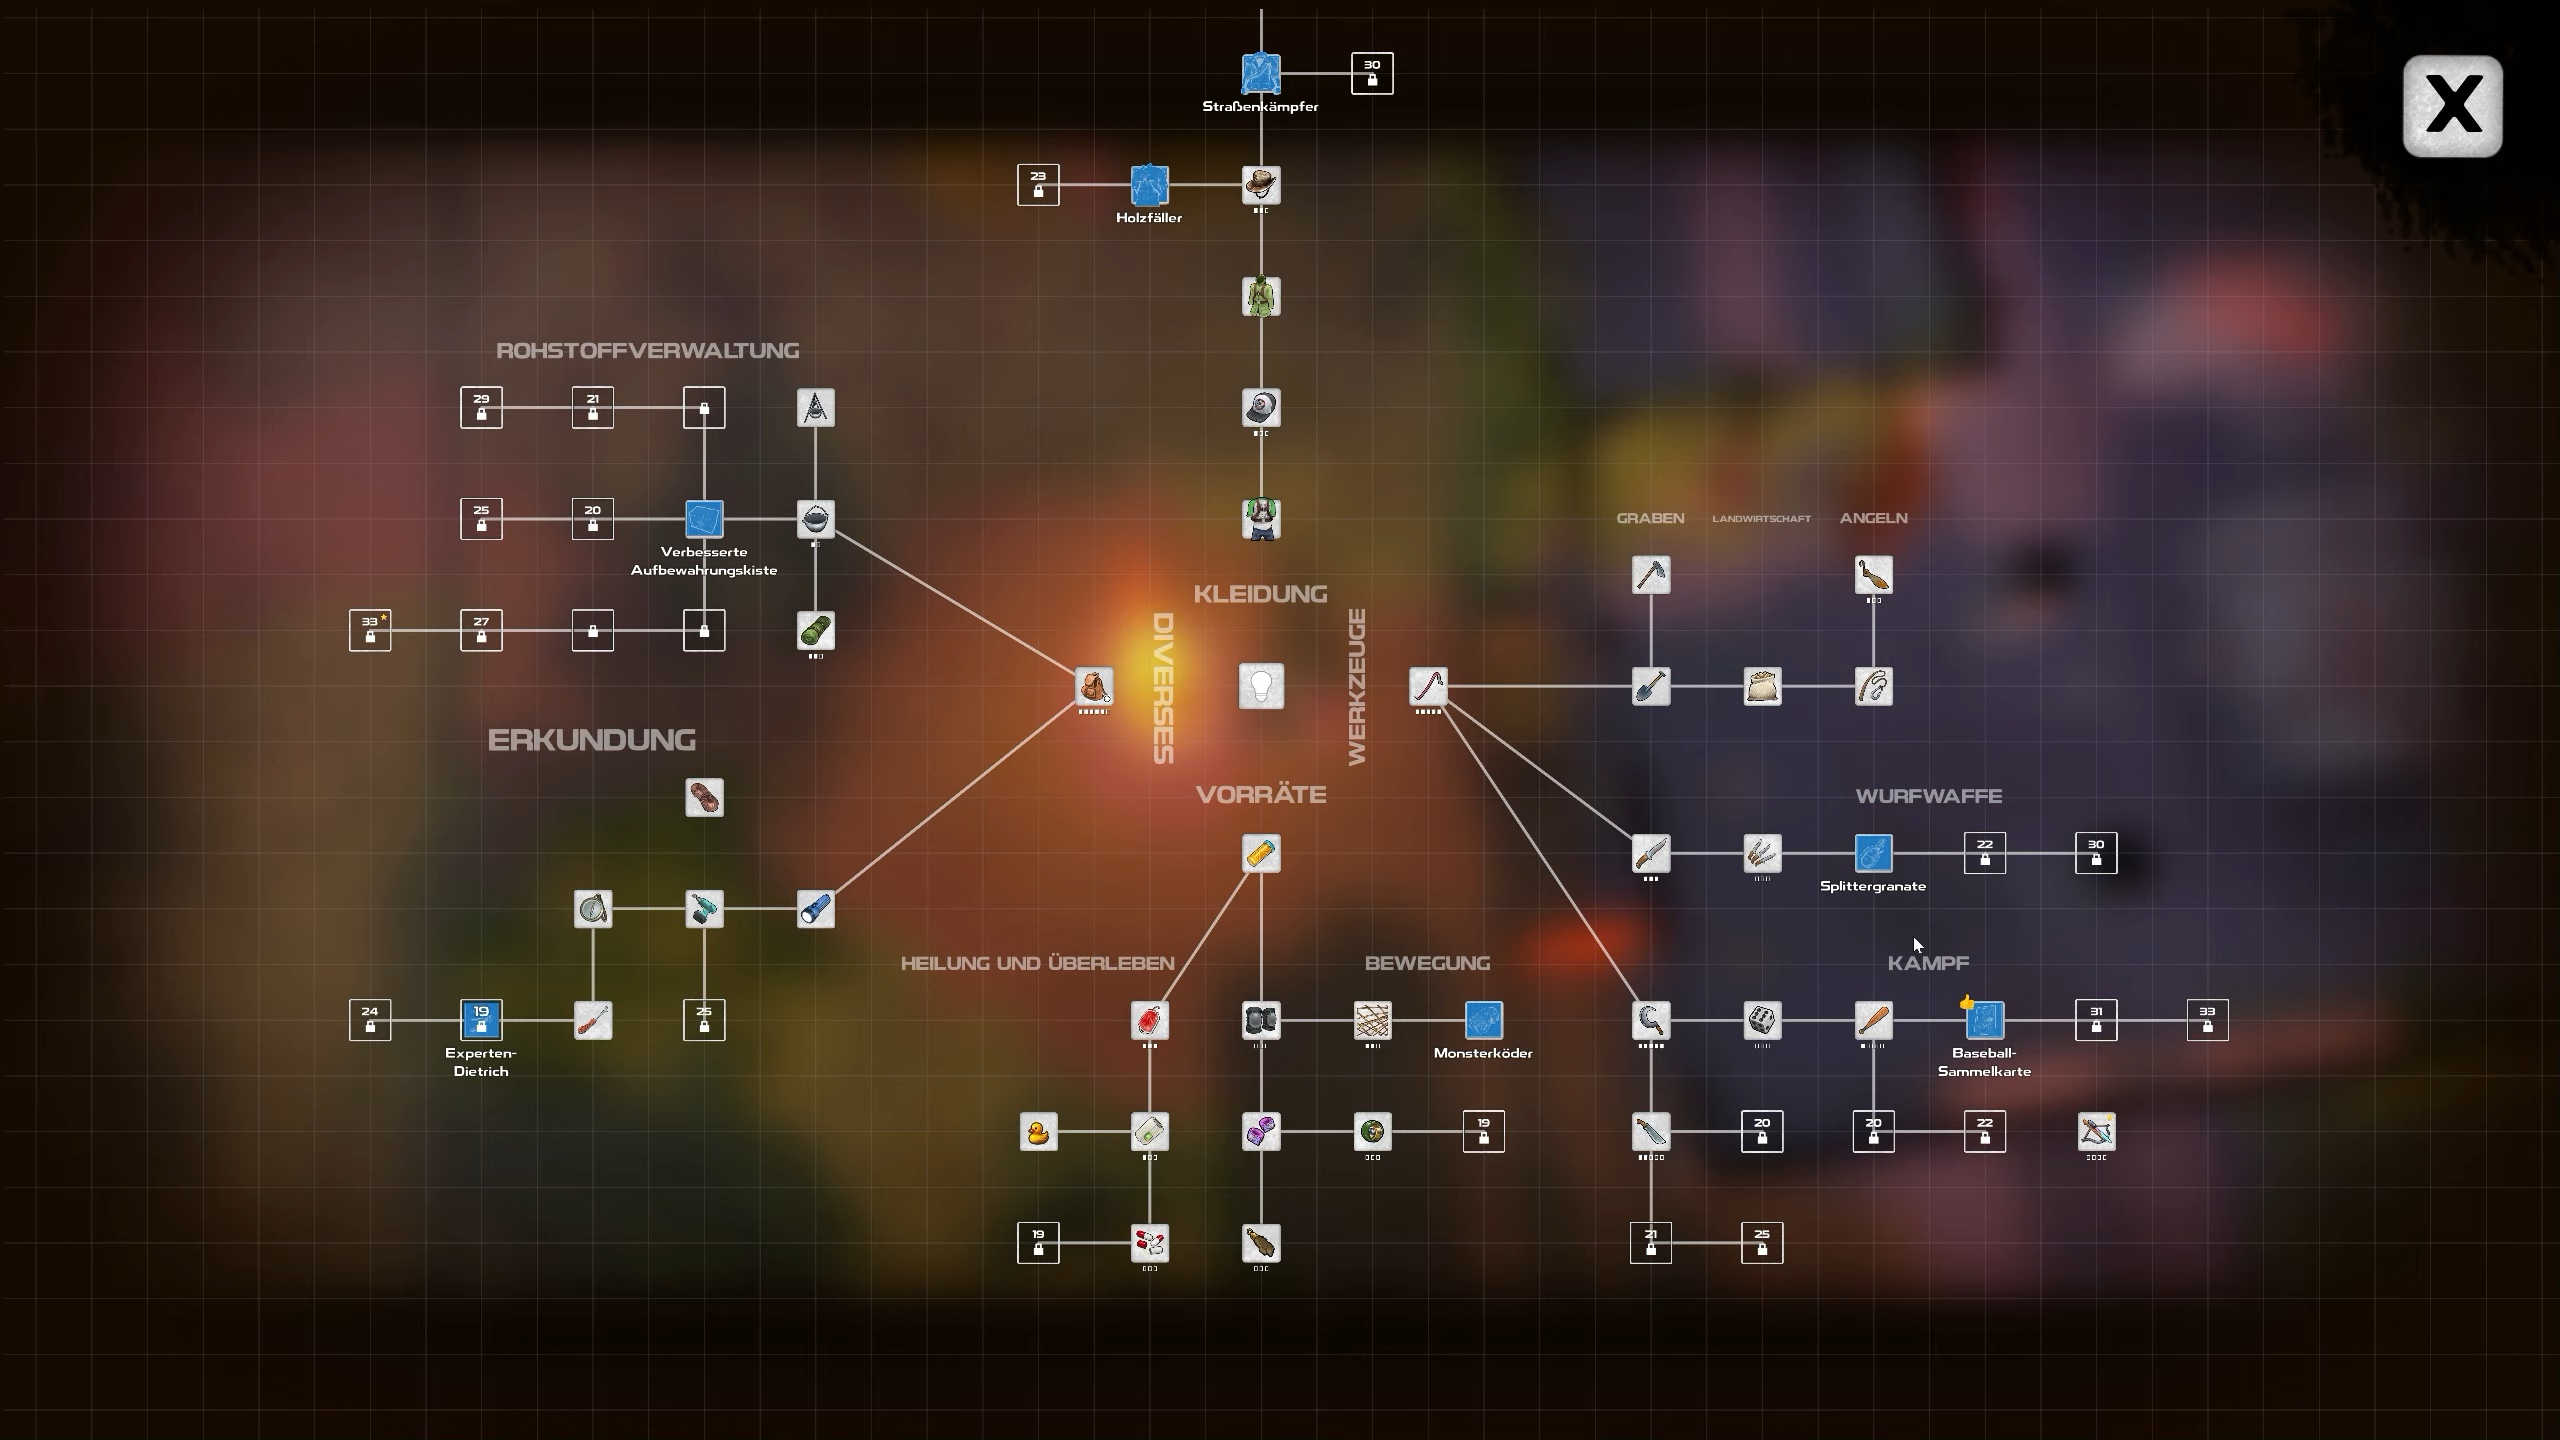 30
Straßenkämpfer
X
23
Holzfäller
ROHSTOFFVERWALTUNG
29
21
25
20
Verbesserte
Aufbewahrungskiste
33
27
GRABEN
LANDWIRTSCHAFT
ANGELN
KLEIDUNG
DIVERSES
WERKZEUGE
VORRÄTE
ERKUNDUNG
24
19
25
Experten-
Dietrich
HEILUNG UND ÜBERLEBEN
BEWEGUNG
Monsterköder
19
19
WURFWAFFE
22
30
Splittergranate
KAMPF
31
33
Baseball-
Sammelkarte
20
20
22
21
25